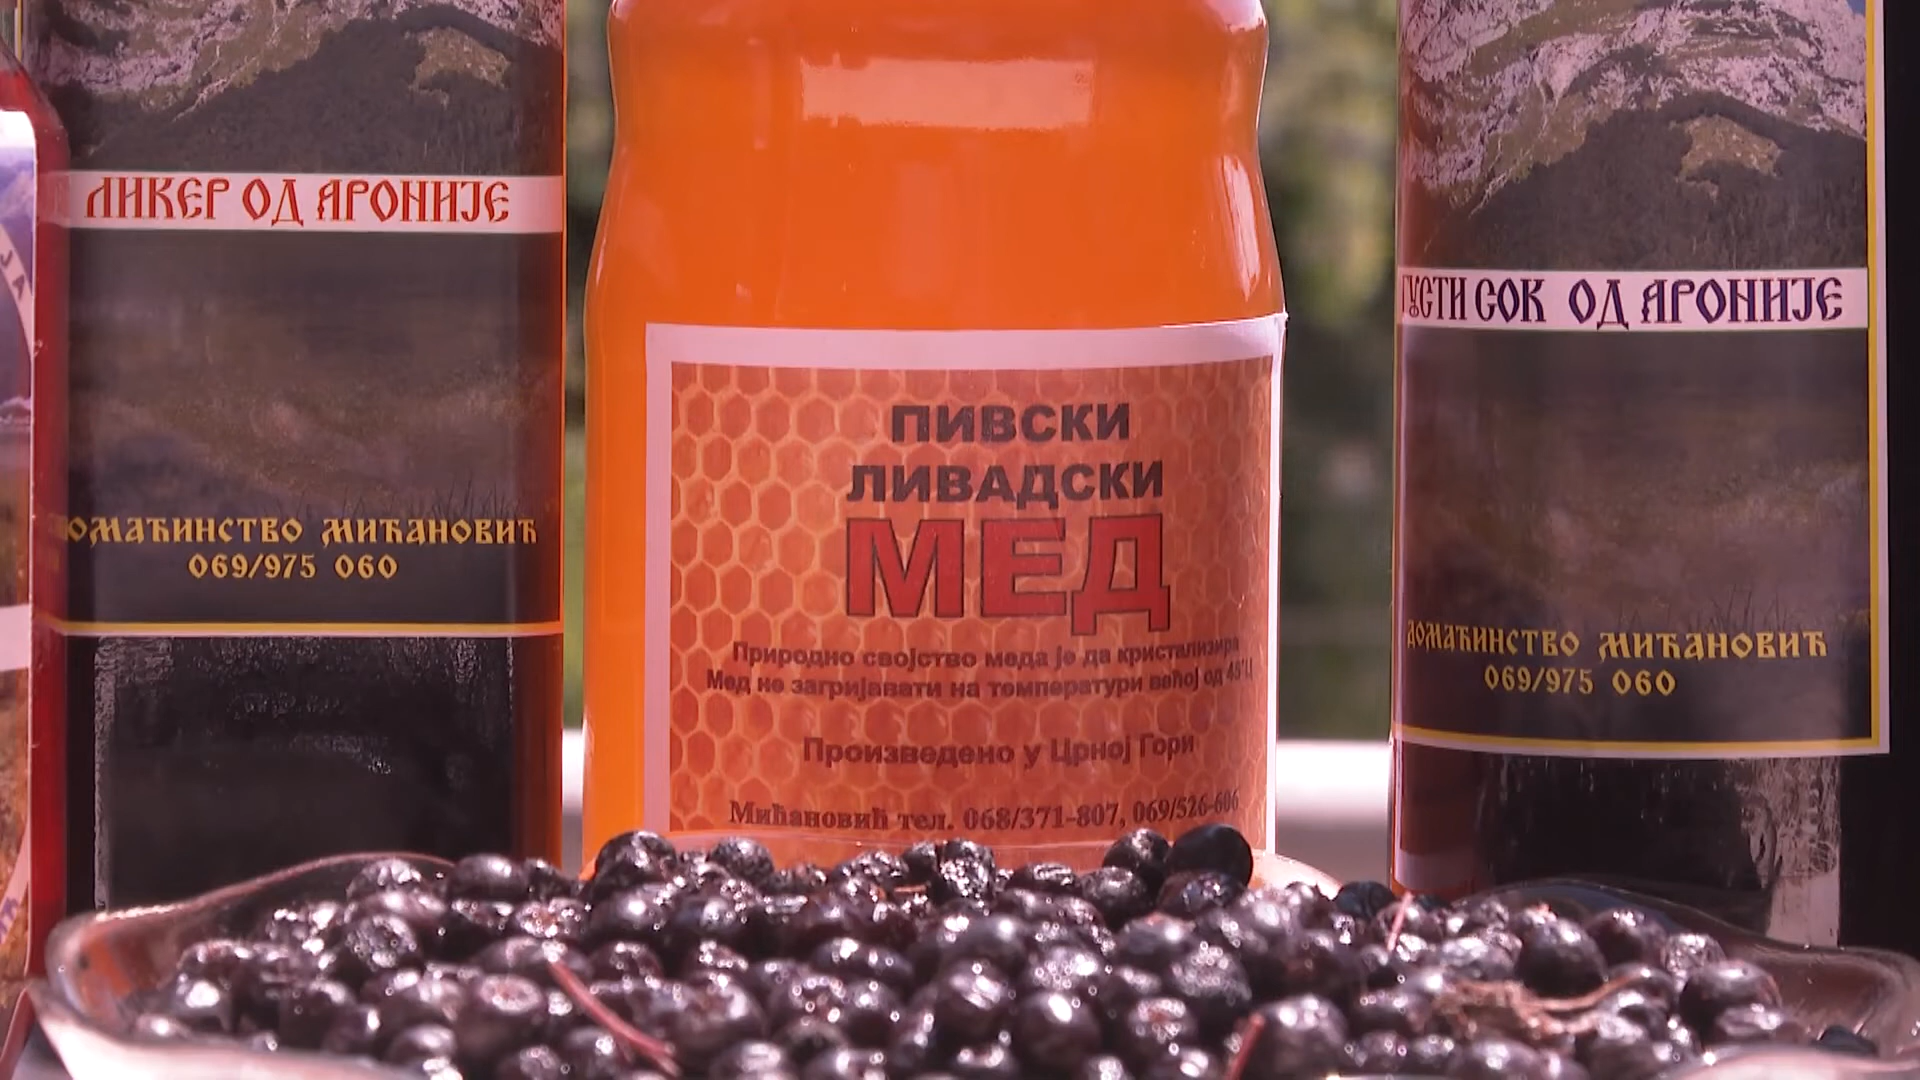 ЛИКЕР ОД АРОНИЈЕ
ДОМАЋИНСТВО МИЋАНОВИЋ
069/975 060
ПИВСКИ
ЛИВАДСКИ
МЕД
Природно својство меда је да кристализира
Мед не загријавати на температури већој од 45°Ц
Произведено у Црној Гори
Мићановић тел. 068/371-807, 069/526-606
ГУСТИ СОК ОД АРОНИЈЕ
ДОМАЋИНСТВО МИЋАНОВИЋ
069/975 060